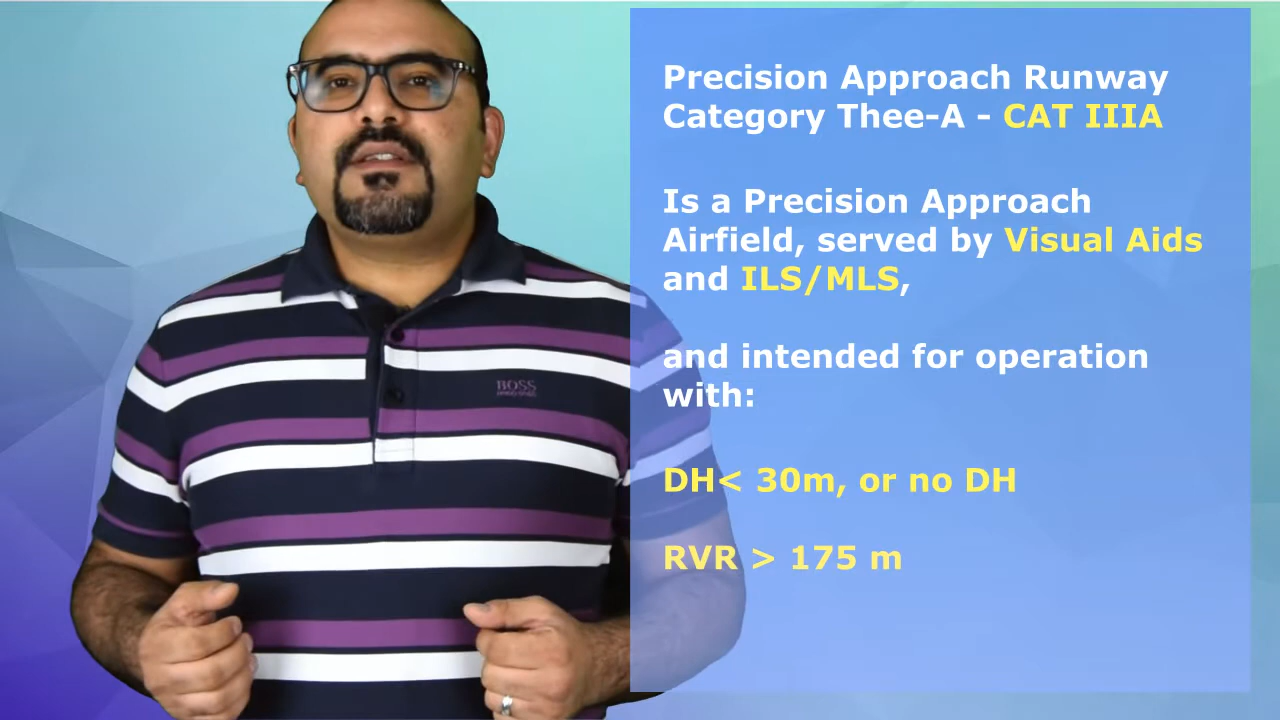 Precision Approach Runway
Category Thee-A - CAT IIIA
Is a Precision Approach
Airfield, served by Visual Aids
and ILS/MLS,
and intended for operation
with:
DH< 30m, or no DH
RVR > 175 m
BOSS